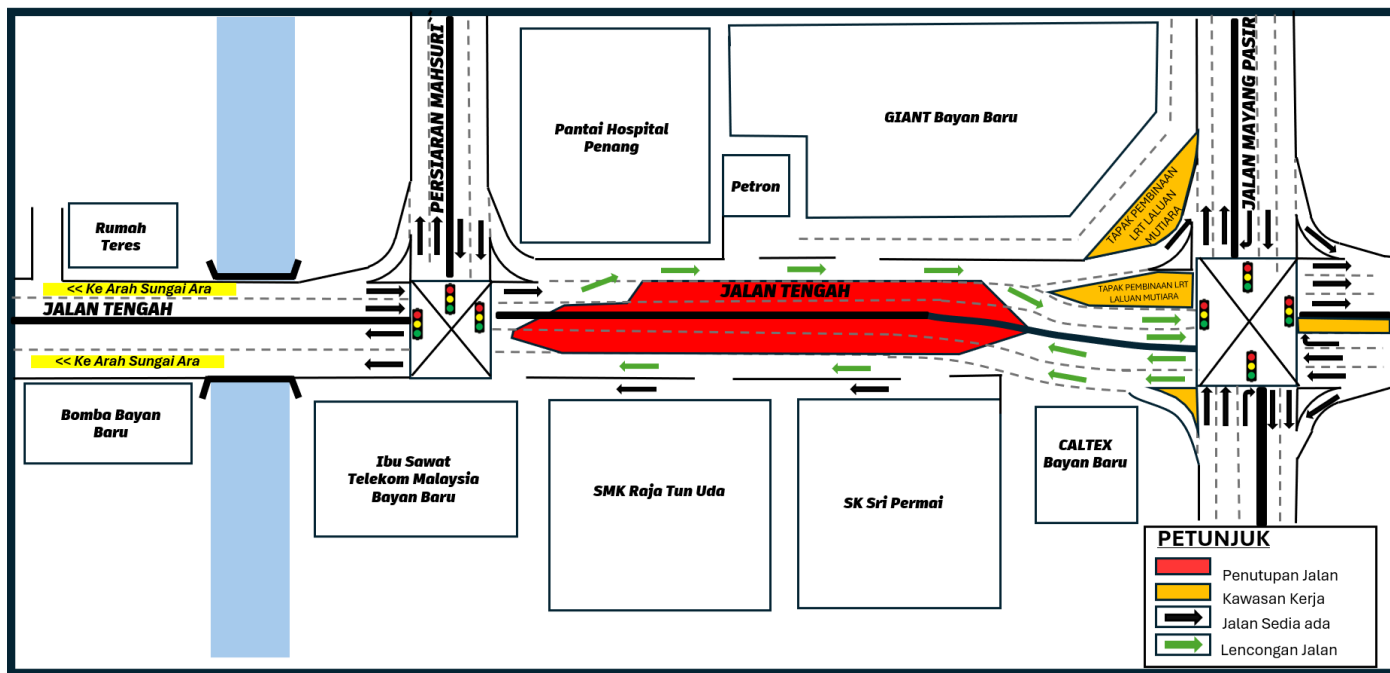 PERSIARAN MAHSURI
Pantai Hospital
Penang
GIANT Bayan Baru
JALAN MAYANG PASIR
Petron
Rumah
Teres
TAPAK PEMBINAAN
LRT LALUAN
MUTIARA
<< Ke Arah Sungai Ara
JALAN TENGAH
JALAN TENGAH
TAPAK PEMBINAAN LRT
LALUAN MUTIARA
<< Ke Arah Sungai Ara
Bomba Bayan
Baru
Ibu Sawat
Telekom Malaysia
Bayan Baru
SMK Raja Tun Uda
SK Sri Permai
CALTEX
Bayan Baru
PETUNJUK
Penutupan Jalan
Kawasan Kerja
Jalan Sedia ada
Lencongan Jalan